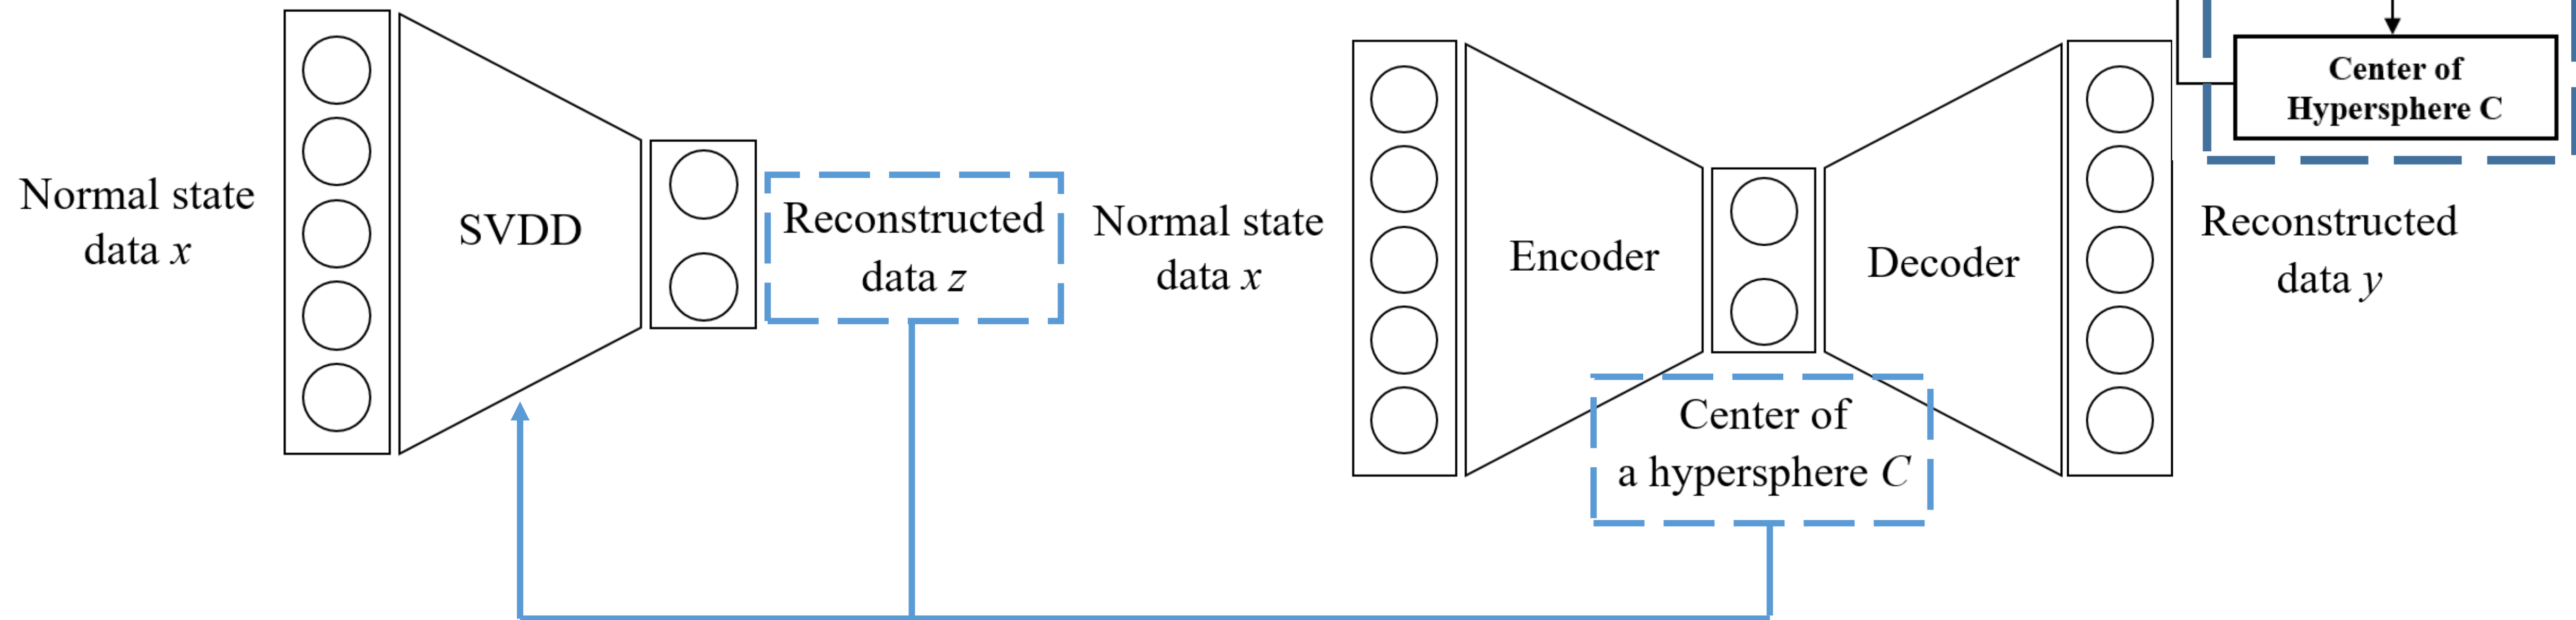 Normal state
data x
SVDD
Reconstructed
data z
Normal state
data x
Encoder
Center of
a hypersphere C
Decoder
Reconstructed
data y
Center of
Hypersphere C